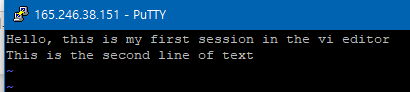 165.246.38.151 - PuTTY
Hello, this is my first session in the vi editor
This is the second line of text
~
~